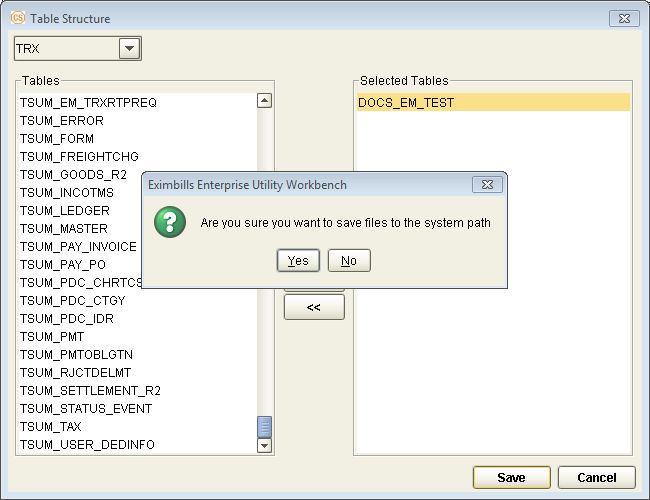 CS Table Structure
TRX
Tables
Selected Tables
TSUM_EM_TRXRTPREQ
TSUM_ERROR
TSUM_FORM
TSUM_FREIGHTCHG
TSUM_GOODS_R2
TSUM_INCOTMS
TSUM_LEDGER
TSUM_MASTER
TSUM_PAY_INVOICE
TSUM_PAY_PO
TSUM_PDC_CHRTCS
TSUM_PDC_CTGY
TSUM_PDC_IDR
TSUM_PMT
TSUM_PMTOBLGTN
TSUM_RJCTDELMT
TSUM_SETTLEMENT_R2
TSUM_STATUS_EVENT
TSUM_TAX
TSUM_USER_DEDINFO
DOCS_EM_TEST
Eximbills Enterprise Utility Workbench
Are you sure you want to save files to the system path
Yes No
<<
Save Cancel